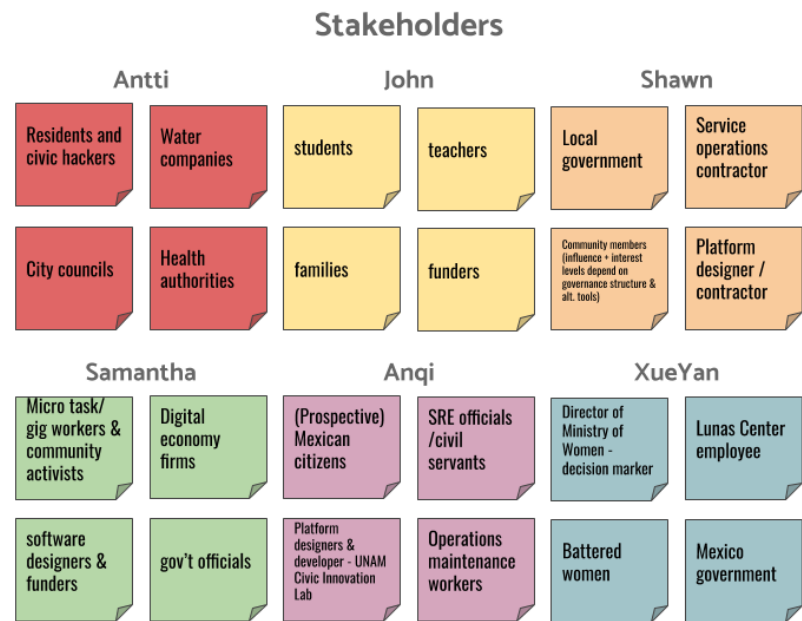 Stakeholders
Antti
John
Shawn
Residents and
civic hackers
Water
companies
students
teachers
Local
government
Service
operations
contractor
City councils
Health
authorities
families
funders
Community members
(influence + interest
levels depend on
governance structure &
alt. tools)
Platform
designer /
contractor
Samantha
Anqi
XueYan
Micro task/
gig workers &
community
activists
Digital
economy
firms
(Prospective)
Mexican
citizens
SRE officials
/civil
servants
Director of
Ministry of
Women -
decision marker
Lunas Center
employee
software
designers &
funders
gov't officials
Platform
designers &
developer - UNAM
Civic Innovation
Lab
Operations
maintenance
workers
Battered
women
Mexico
government